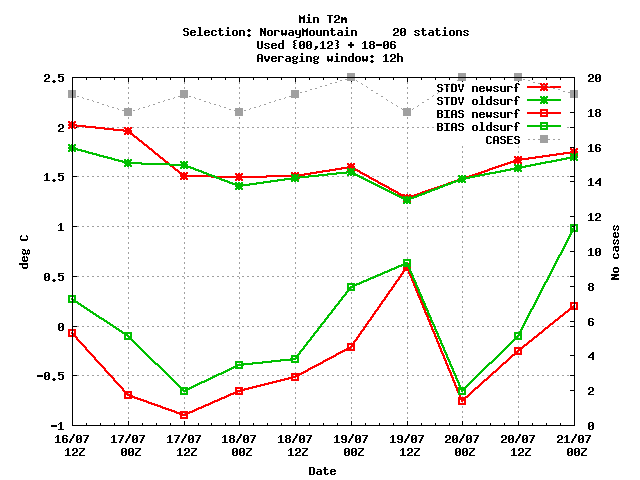 Min T2m
Selection: NorwayMountain     20 stations
Used {00,12} + 18-06
Averaging window: 12h
STDV newsurf
STDV oldsurf
BIAS newsurf
BIAS oldsurf
CASES
deg C
2.5
2
1.5
1
0.5
0
-0.5
-1
No cases
20
18
16
14
12
10
8
6
4
2
0
16/07 17/07 17/07 18/07 18/07 19/07 19/07 20/07 20/07 21/07
12Z 00Z 12Z 00Z 12Z 00Z 12Z 00Z 12Z 00Z
Date